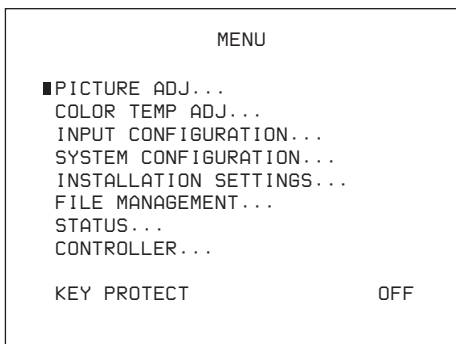 MENU
PICTURE ADJ...
COLOR TEMP ADJ...
INPUT CONFIGURATION...
SYSTEM CONFIGURATION...
INSTALLATION SETTINGS...
FILE MANAGEMENT...
STATUS...
CONTROLLER...
KEY PROTECT OFF